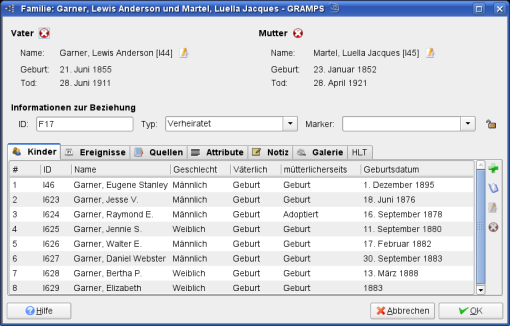 Familie: Garner, Lewis Anderson und Martel, Luella Jacques - GRAMPS
Vater Mutter
Name: Garner, Lewis Anderson [I44] Name: Martel, Luella Jacques [I45]
Geburt: 21. Juni 1855 Geburt: 23. Januar 1852
Tod: 28. Juni 1911 Tod: 28. April 1921
Informationen zur Beziehung
ID: F17 Typ: Verheiratet Marker:
Kinder Ereignisse Quellen Attribute Notiz Galerie HLT
# ID Name Geschlecht Väterlich mütterlicherseits Geburtsdatum
1 I46 Garner, Eugene Stanley Männlich Geburt Geburt 1. Dezember 1895
2 I623 Garner, Jesse V. Männlich Geburt Geburt 18. Juni 1876
3 I624 Garner, Raymond E. Männlich Geburt Adoptiert 16. September 1878
4 I625 Garner, Jennie S. Weiblich Geburt Geburt 11. September 1880
5 I626 Garner, Walter E. Männlich Geburt Geburt 17. Februar 1882
6 I627 Garner, Daniel Webster Männlich Geburt Geburt 30. September 1883
7 I628 Garner, Bertha P. Weiblich Geburt Geburt 13. März 1888
8 I629 Garner, Elizabeth Weiblich Geburt Geburt 1883
Hilfe Abbrechen OK